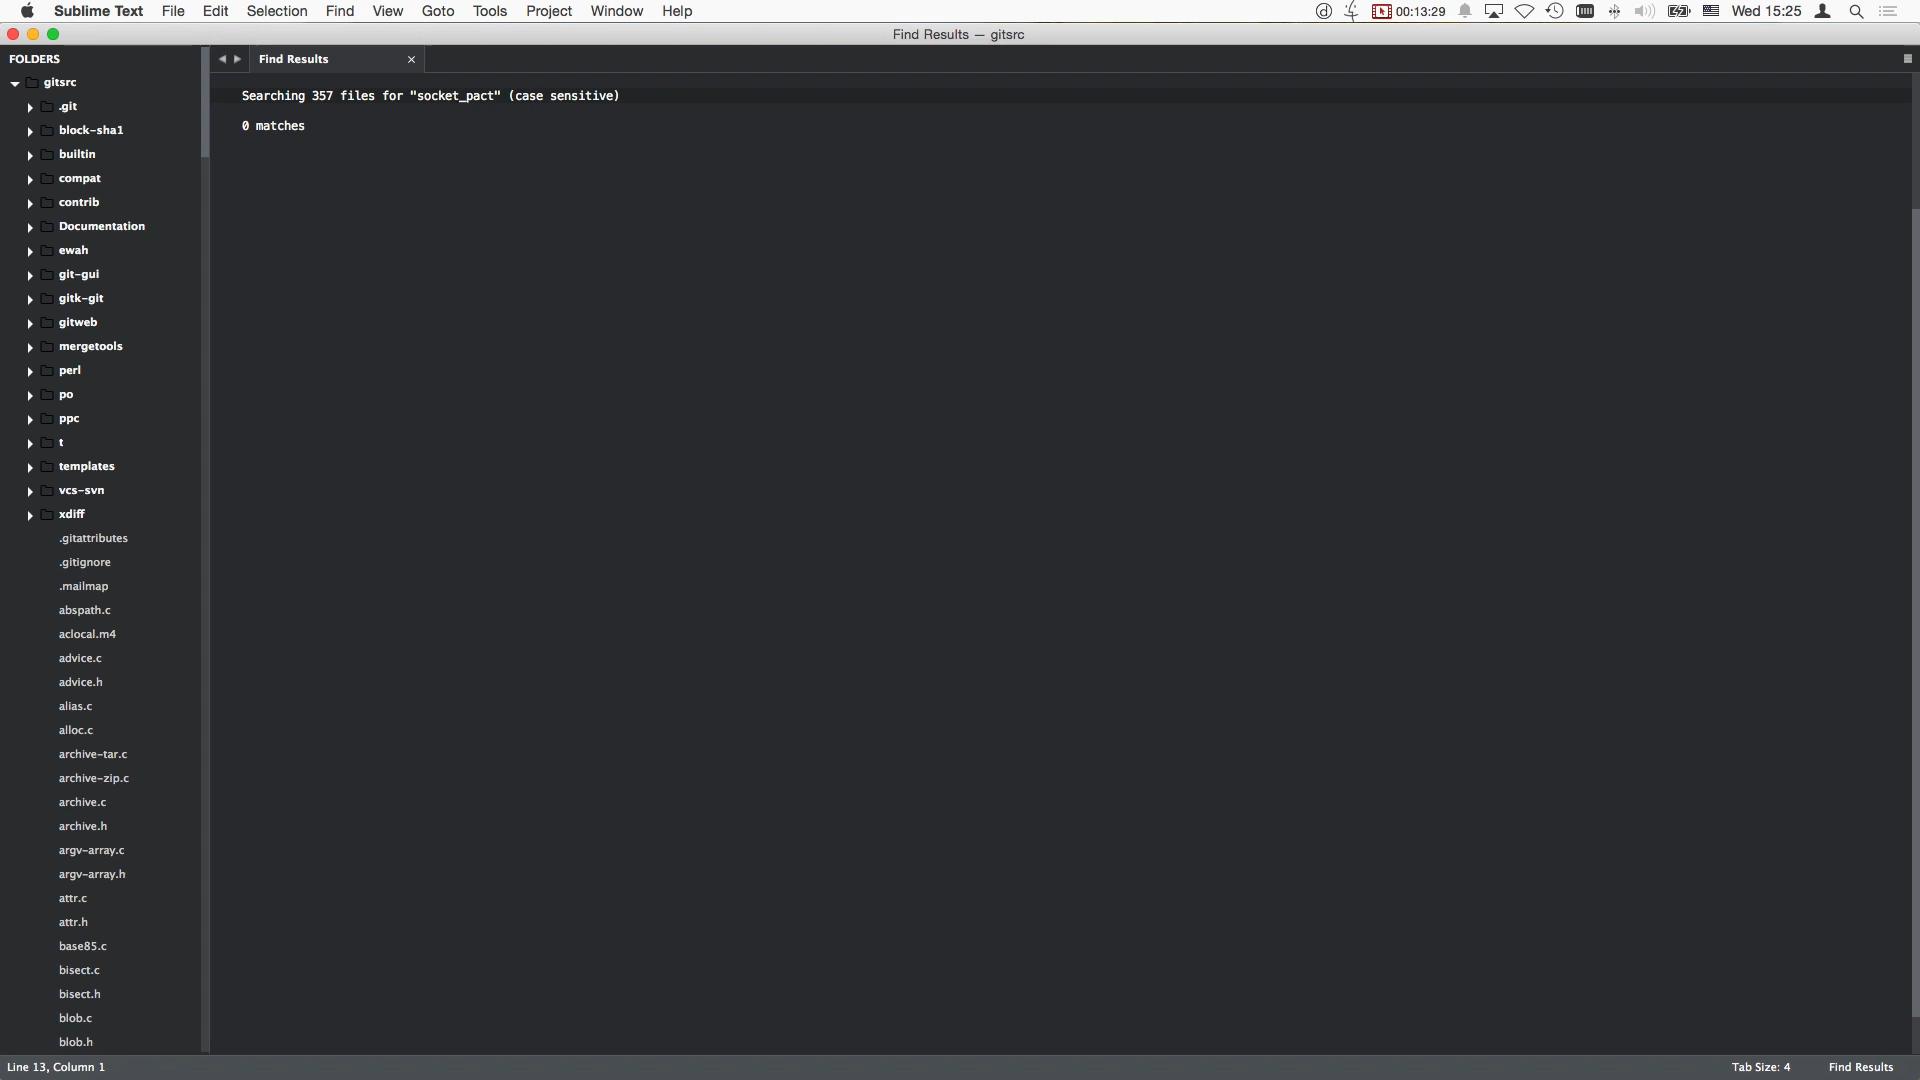 Sublime Text File Edit Selection Find View Goto Tools Project Window Help 00:13:29 Wed 15:25
Find Results — gitsrc
FOLDERS
Find Results
gitsrc
.git
block-sha1
builtin
compat
contrib
Documentation
ewah
git-gui
gitk-git
gitweb
mergetools
perl
po
ppc
t
templates
vcs-svn
xdiff
.gitattributes
.gitignore
.mailmap
abspath.c
aclocal.m4
advice.c
advice.h
alias.c
alloc.c
archive-tar.c
archive-zip.c
archive.c
archive.h
argv-array.c
argv-array.h
attr.c
attr.h
base85.c
bisect.c
bisect.h
blob.c
blob.h
Searching 357 files for "socket_pact" (case sensitive)
0 matches
Line 13, Column 1
Tab Size: 4 Find Results